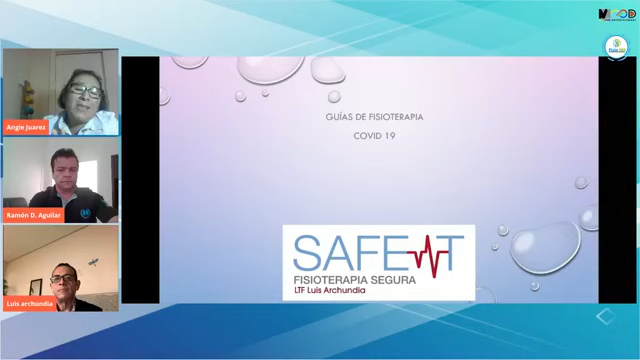 Angie Juarez
Ramón D. Aguilar
Luis archundia
GUÍAS DE FISIOTERAPIA
COVID 19
SAFE T
FISIOTERAPIA SEGURA
LTF Luis Archundia